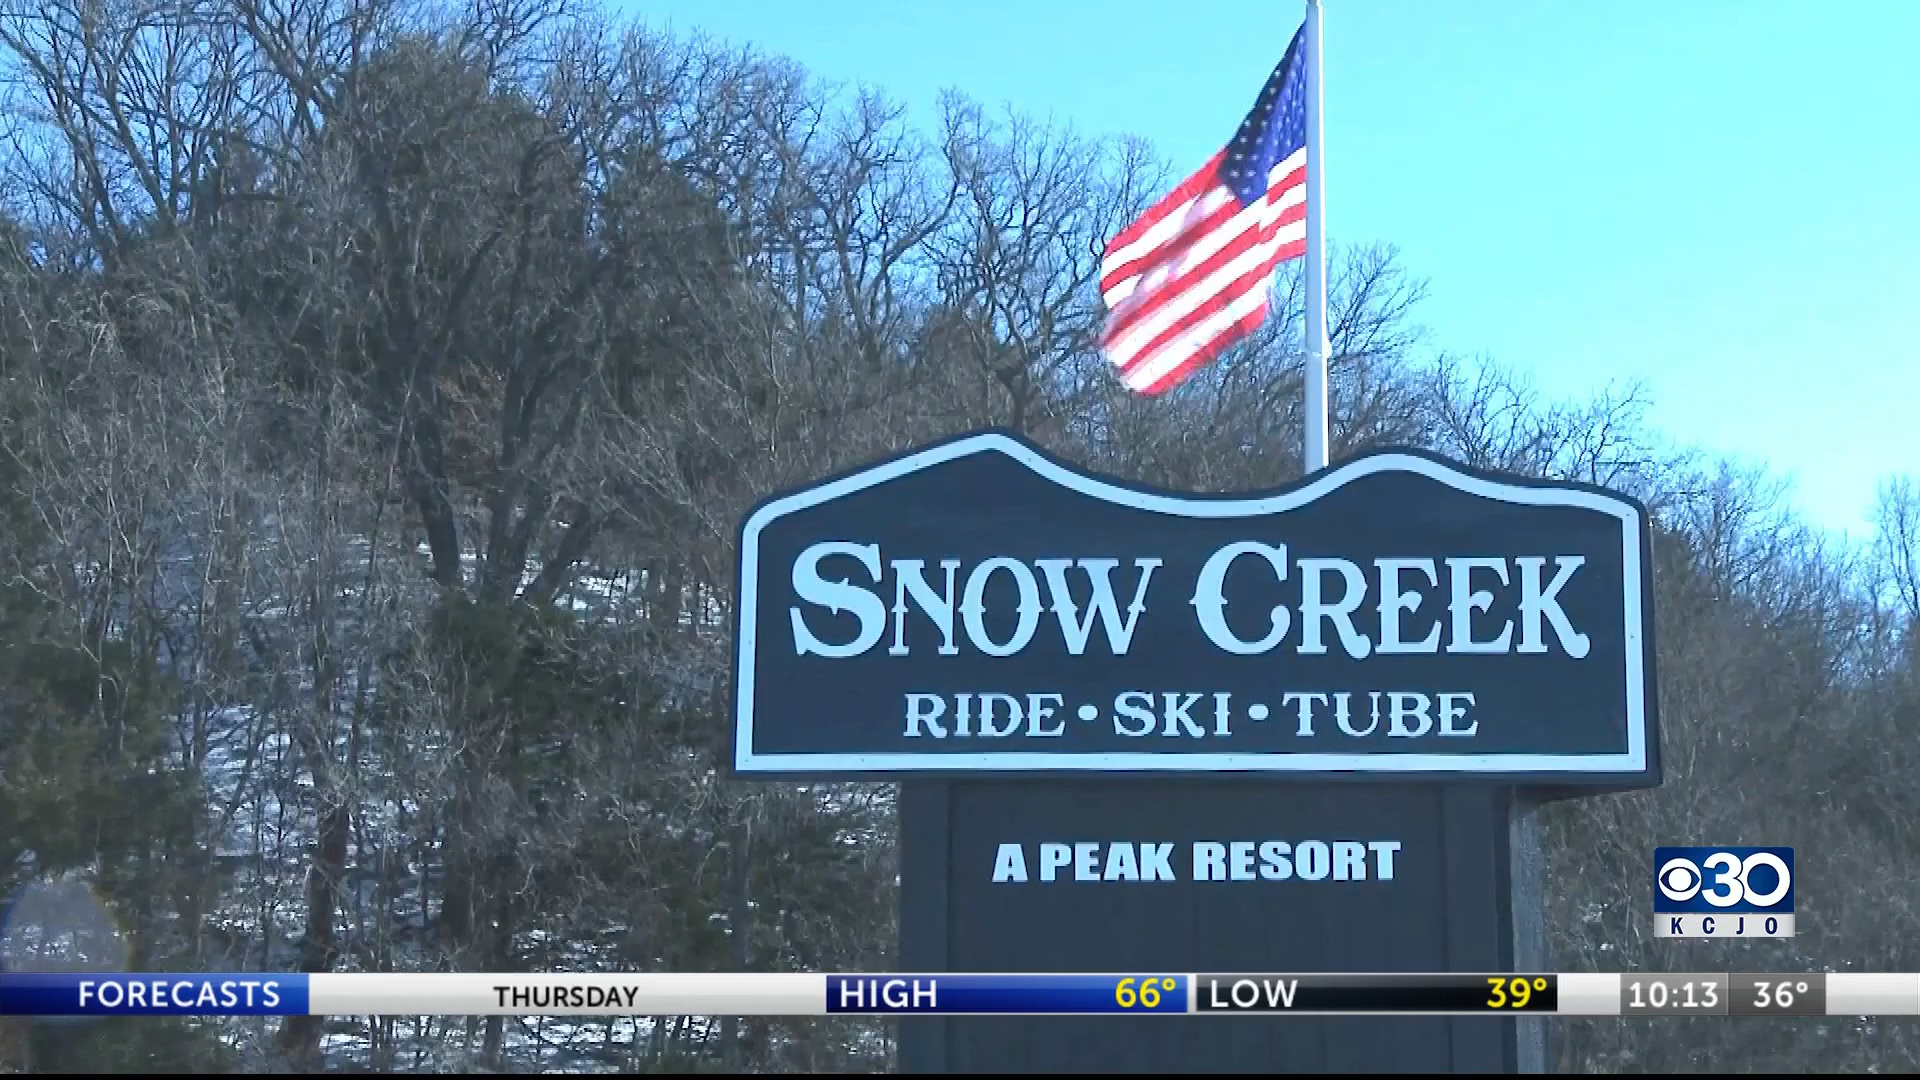 SNOW CREEK
RIDE • SKI • TUBE
A PEAK RESORT
30
KCJO
FORECASTS THURSDAY HIGH 66° LOW 39° 10:13 36°